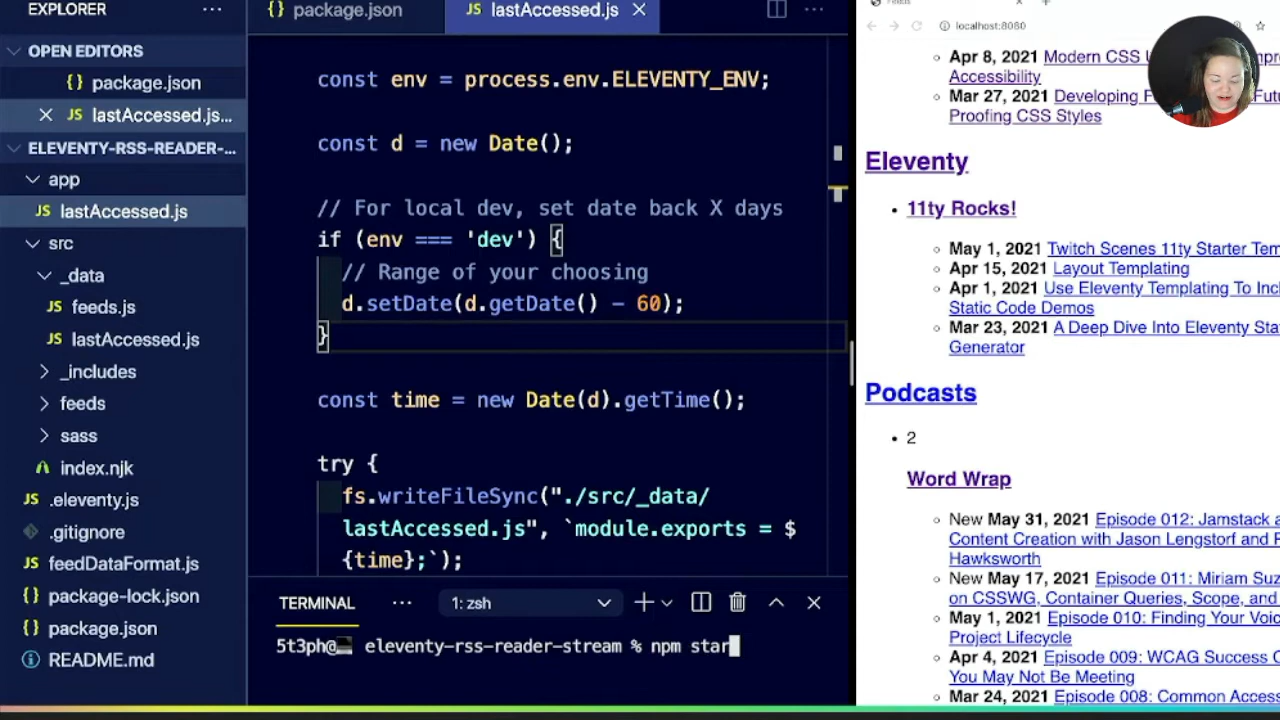 EXPLORER
OPEN EDITORS
package.json
lastAccessed.js...
ELEVENTY-RSS-READER-...
app
lastAccessed.js
src
_data
feeds.js
lastAccessed.js
_includes
feeds
sass
index.njk
.eleventy.js
.gitignore
feedDataFormat.js
package-lock.json
package.json
README.md
package.json
lastAccessed.js
const env = process.env.ELEVENTY_ENV;
const d = new Date();
// For local dev, set date back X days
if (env === 'dev') {
// Range of your choosing
d.setDate(d.getDate() - 60);
}
const time = new Date(d).getTime();
try {
fs.writeFileSync("./src/_data/
lastAccessed.js", `module.exports = $
{time};`);
TERMINAL
1: zsh
5t3ph@ eleventy-rss-reader-stream % npm star
Feeds
localhost:8080
Apr 8, 2021 Modern CSS
Accessibility
Mar 27, 2021 Developing
Proofing CSS Styles
Eleventy
11ty Rocks!
May 1, 2021 Twitch Scenes 11ty Starter Tem
Apr 15, 2021 Layout Templating
Apr 1, 2021 Use Eleventy Templating To Incl
Static Code Demos
Mar 23, 2021 A Deep Dive Into Eleventy Sta
Generator
Podcasts
2
Word Wrap
New May 31, 2021 Episode 012: Jamstack a
Content Creation with Jason Lengstorf and P
Hawksworth
New May 17, 2021 Episode 011: Miriam Suz
on CSSWG, Container Queries, Scope, and
May 1, 2021 Episode 010: Finding Your Voic
Project Lifecycle
Apr 4, 2021 Episode 009: WCAG Success C
You May Not Be Meeting
Mar 24, 2021 Episode 008: Common Access